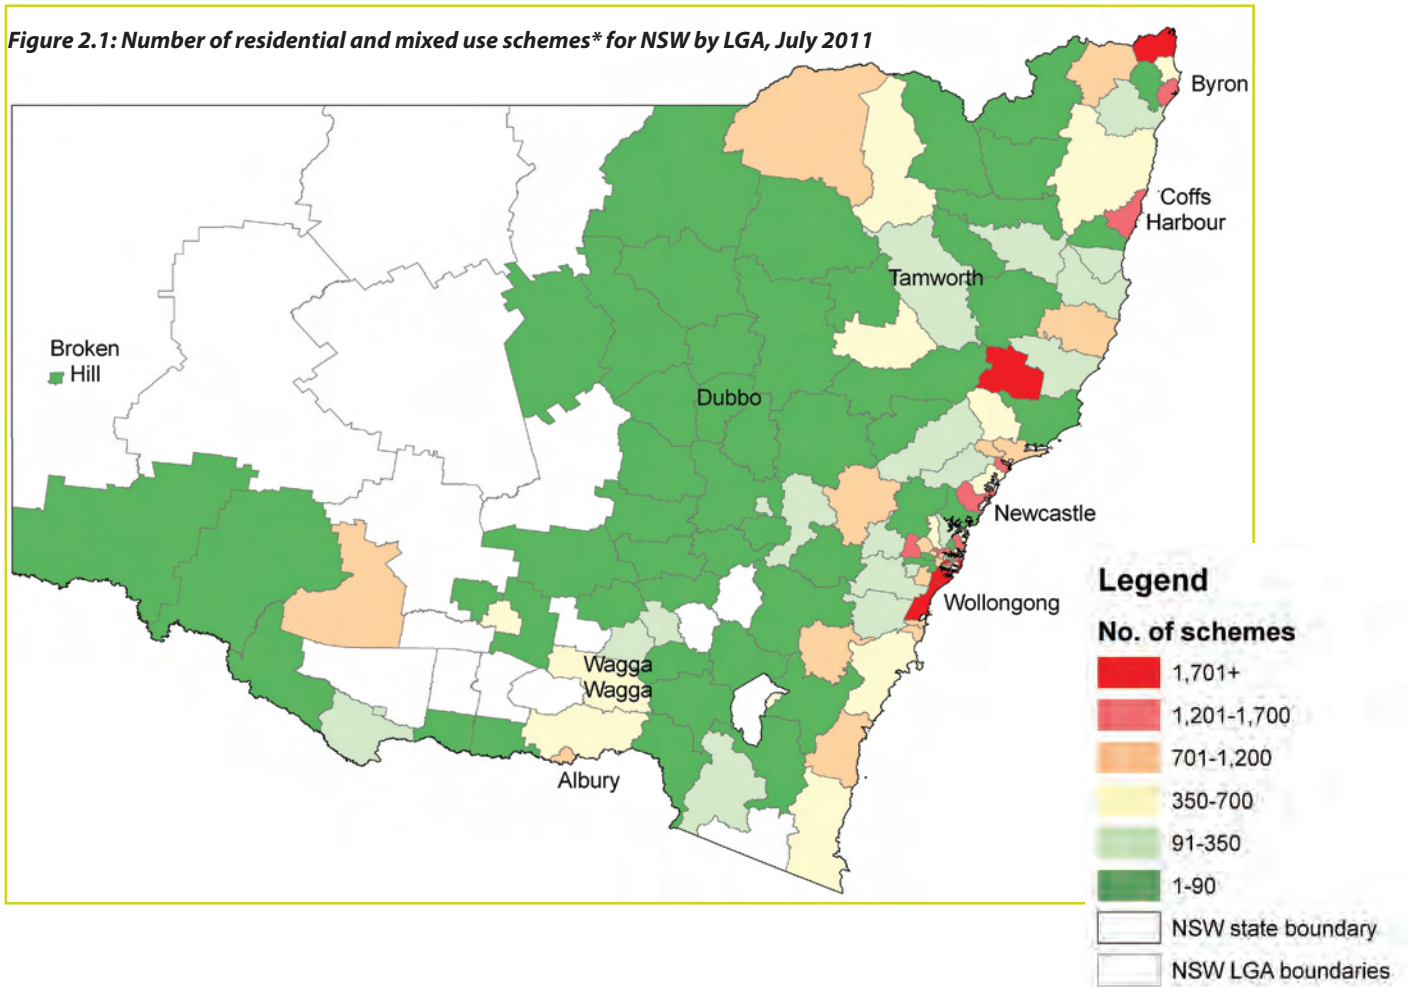 Figure 2.1: Number of residential and mixed use schemes* for NSW by LGA, July 2011
Byron
Coffs
Harbour
Tamworth
Broken
Hill
Dubbo
Newcastle
Wollongong
Wagga
Wagga
Albury
Legend
No. of schemes
1,701+
1,201-1,700
701-1,200
350-700
91-350
1-90
NSW state boundary
NSW LGA boundaries